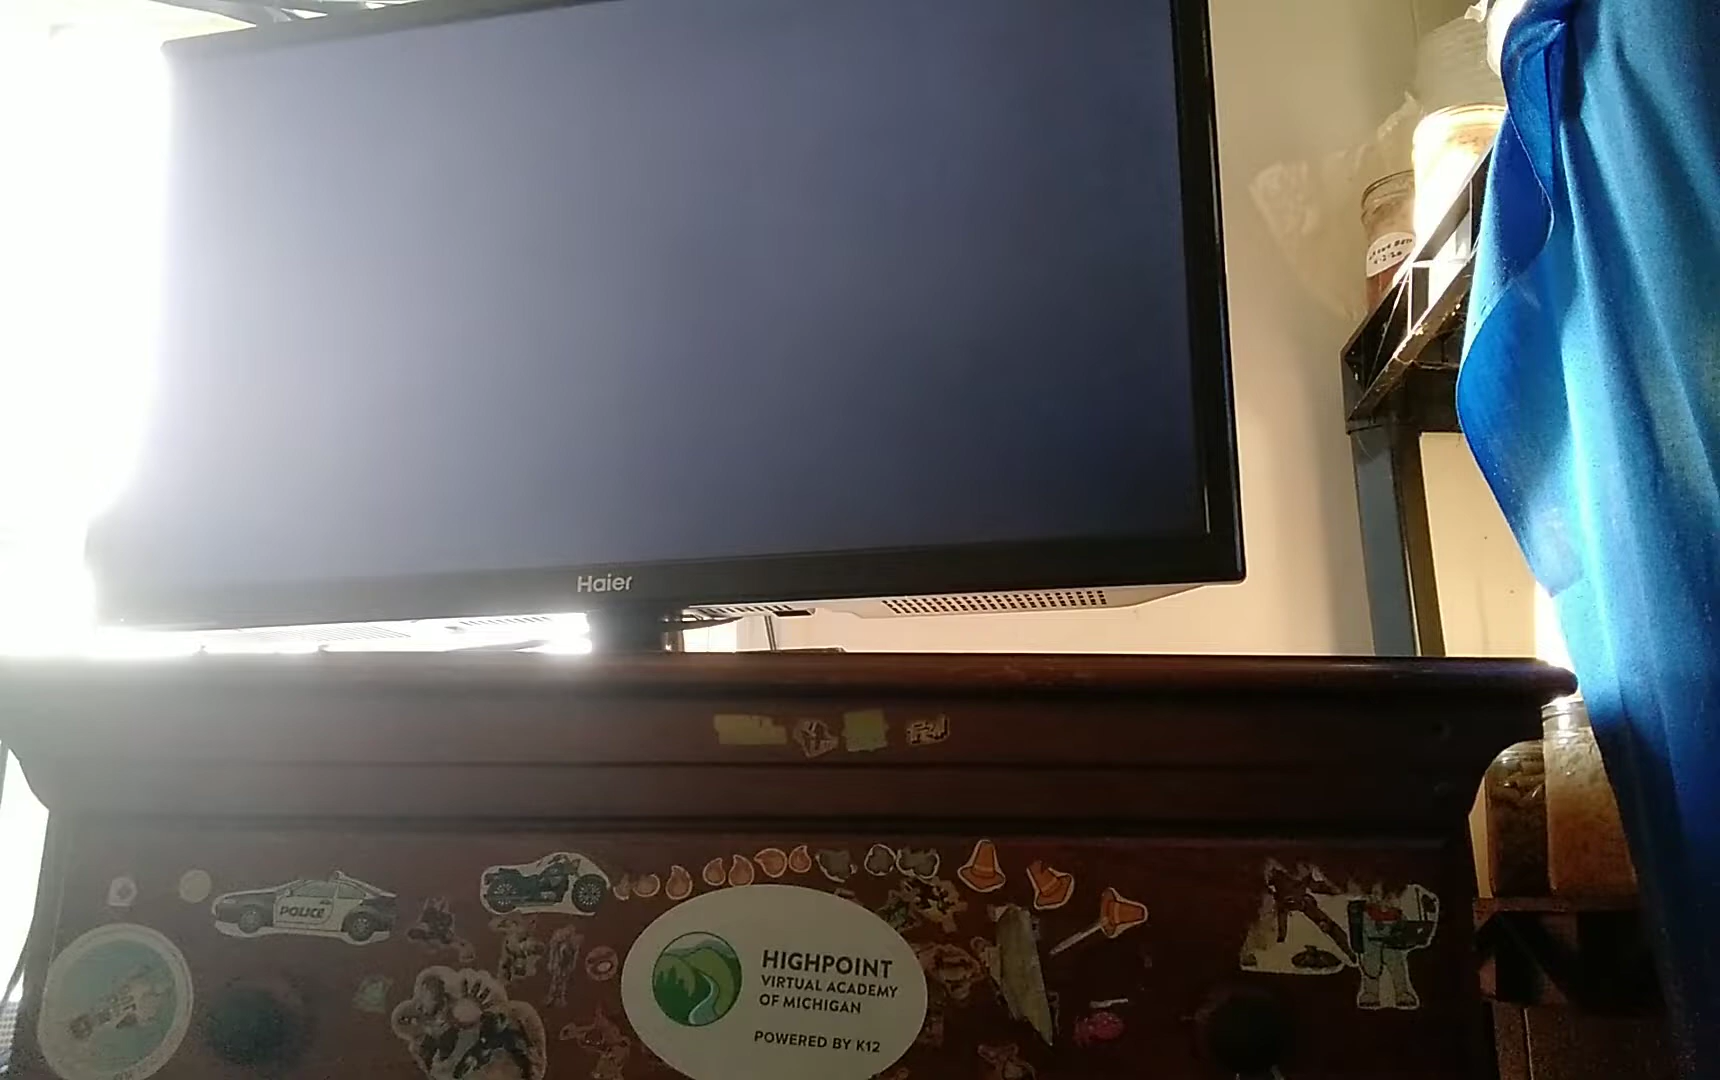 Haier
POLICE
HIGHPOINT
VIRTUAL ACADEMY
OF MICHIGAN
POWERED BY K12